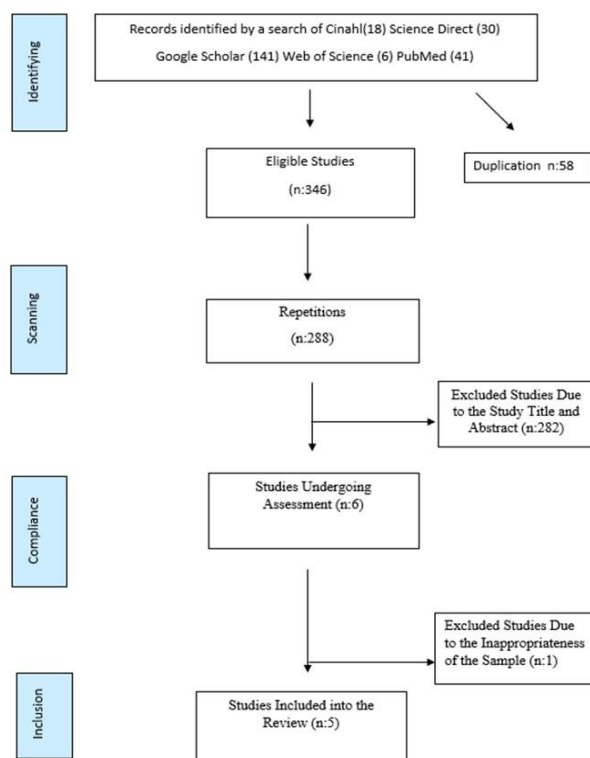 Identifying
Records identified by a search of Cinahl(18) Science Direct (30)
Google Scholar (141) Web of Science (6) PubMed (41)
Eligible Studies
(n:346)
Duplication n:58
Scanning
Repetitions
(n:288)
Excluded Studies Due
to the Study Title and
Abstract (n:282)
Compliance
Studies Undergoing
Assessment (n:6)
Excluded Studies Due
to the Inappropriateness
of the Sample (n:1)
Inclusion
Studies Included into the
Review (n:5)